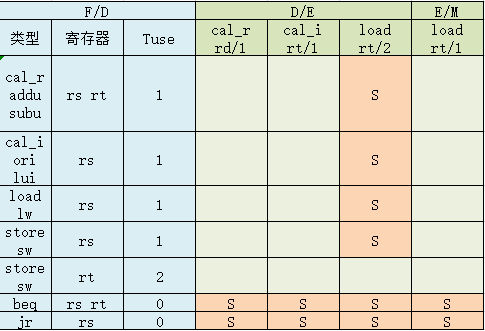 F/D D/E E/M
类型 寄存器 Tuse cal_r rd/1 cal_i rt/1 load rt/2 load rt/1
cal_r addu subu rs rt 1 S
cal_i ori lui rs 1 S
load lw rs 1 S
store sw rs 1 S
store sw rt 2
beq rs rt 0 S S S S
jr rs 0 S S S S